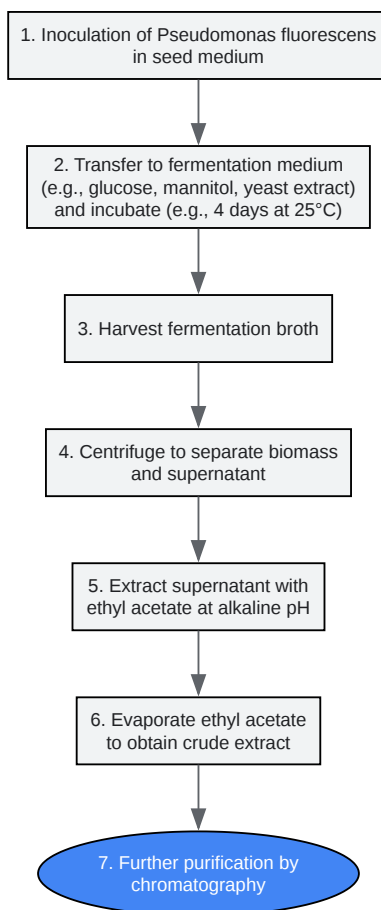 1. Inoculation of Pseudomonas fluorescens
in seed medium
2. Transfer to fermentation medium
(e.g., glucose, mannitol, yeast extract)
and incubate (e.g., 4 days at 25°C)
3. Harvest fermentation broth
4. Centrifuge to separate biomass
and supernatant
5. Extract supernatant with
ethyl acetate at alkaline pH
6. Evaporate ethyl acetate
to obtain crude extract
7. Further purification by
chromatography